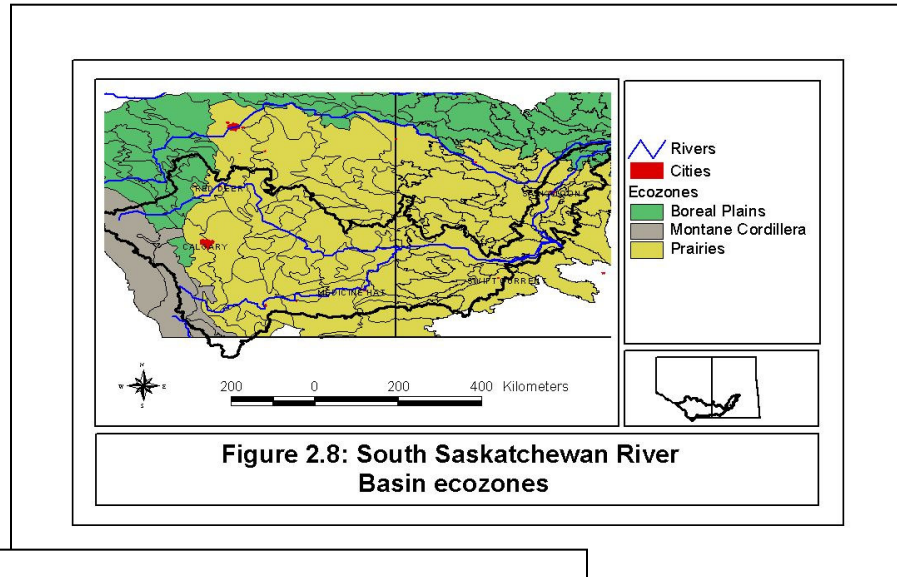 Rivers
Cities
Ecozones
Boreal Plains
Montane Cordillera
Prairies
RED DEER
SASKATOON
CALGARY
MEDICINE HAT
SWIFT CURRENT
N
W E
S
200 0 200 400 Kilometers
Figure 2.8: South Saskatchewan River
Basin ecozones